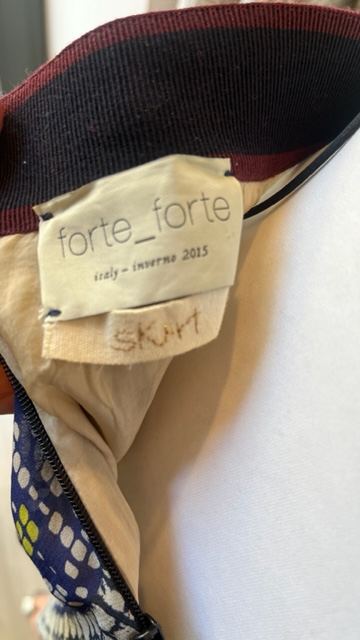 forte_forte
italy – inverno 2015
SKIRT